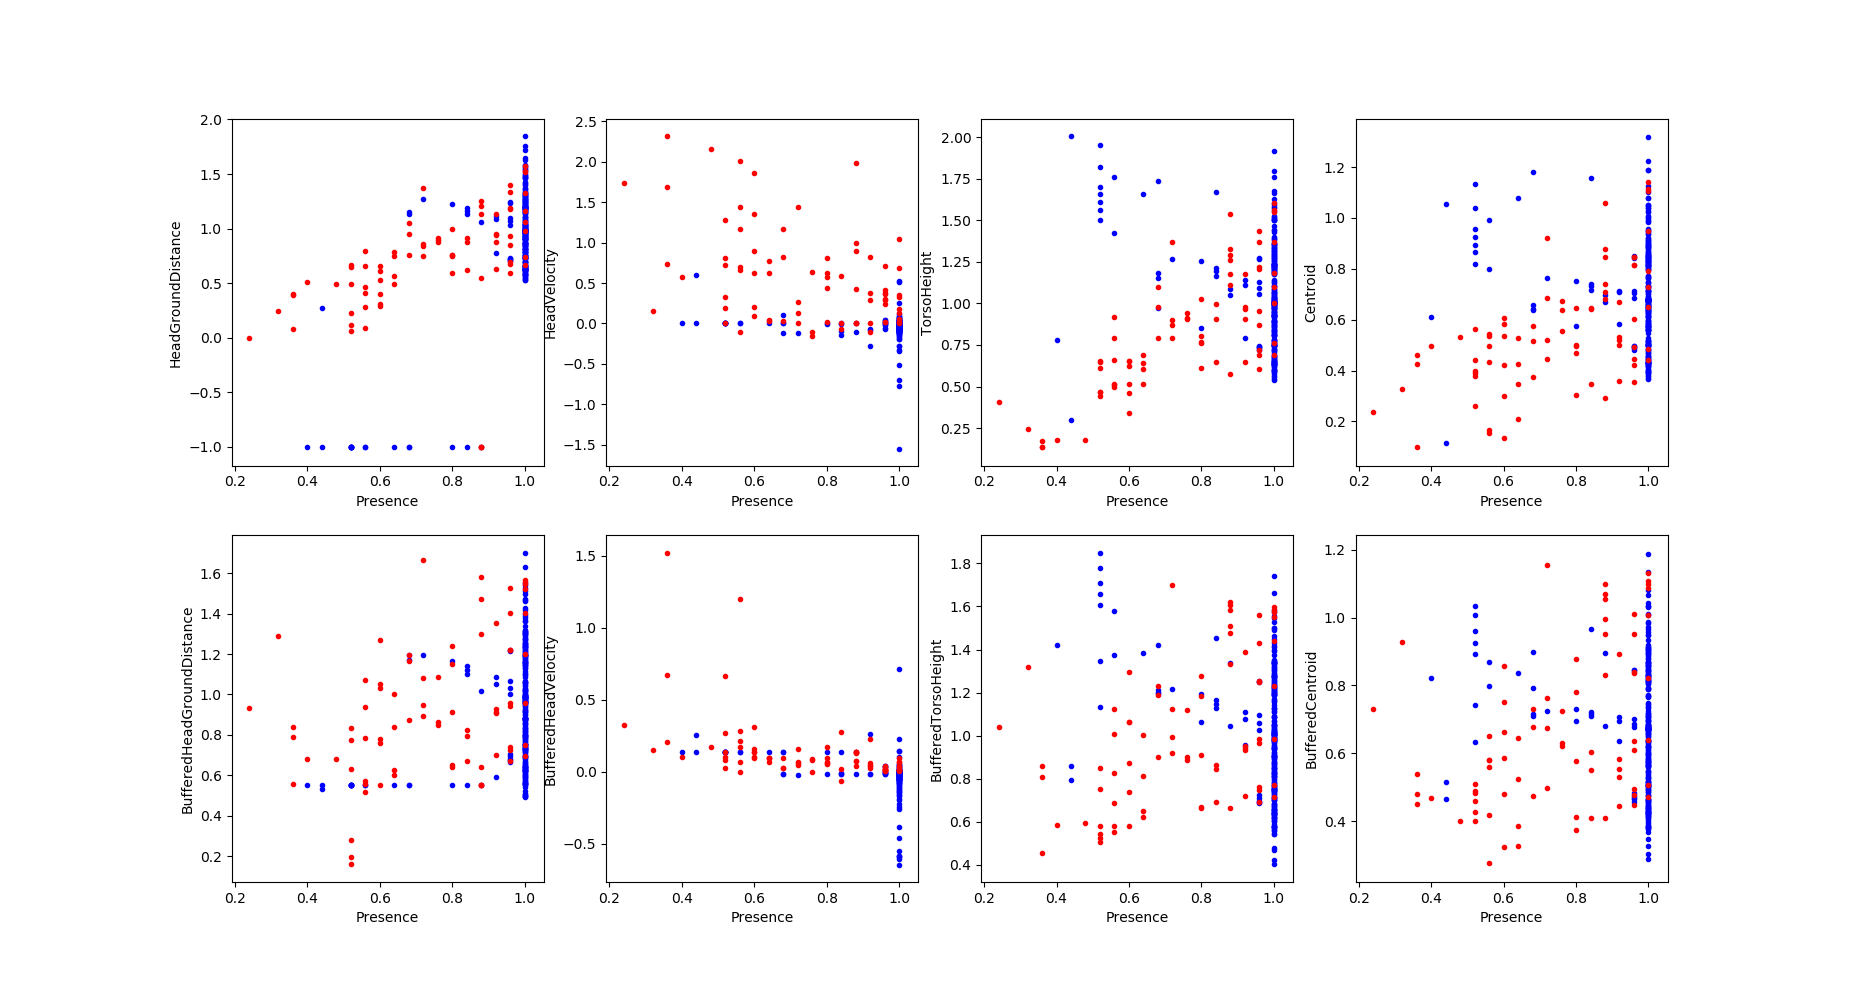 HeadGroundDistance
2.0
1.5
1.0
0.5
0.0
−0.5
−1.0
0.2 0.4 0.6 0.8 1.0
Presence
HeadVelocity
2.5
2.0
1.5
1.0
0.5
0.0
−0.5
−1.0
−1.5
0.2 0.4 0.6 0.8 1.0
Presence
TorsoHeight
2.00
1.75
1.50
1.25
1.00
0.75
0.50
0.25
0.2 0.4 0.6 0.8 1.0
Presence
Centroid
1.2
1.0
0.8
0.6
0.4
0.2
0.2 0.4 0.6 0.8 1.0
Presence
BufferedHeadGroundDistance
1.6
1.4
1.2
1.0
0.8
0.6
0.4
0.2
0.2 0.4 0.6 0.8 1.0
Presence
BufferedHeadVelocity
1.5
1.0
0.5
0.0
−0.5
0.2 0.4 0.6 0.8 1.0
Presence
BufferedTorsoHeight
1.8
1.6
1.4
1.2
1.0
0.8
0.6
0.4
0.2 0.4 0.6 0.8 1.0
Presence
BufferedCentroid
1.2
1.0
0.8
0.6
0.4
0.2 0.4 0.6 0.8 1.0
Presence